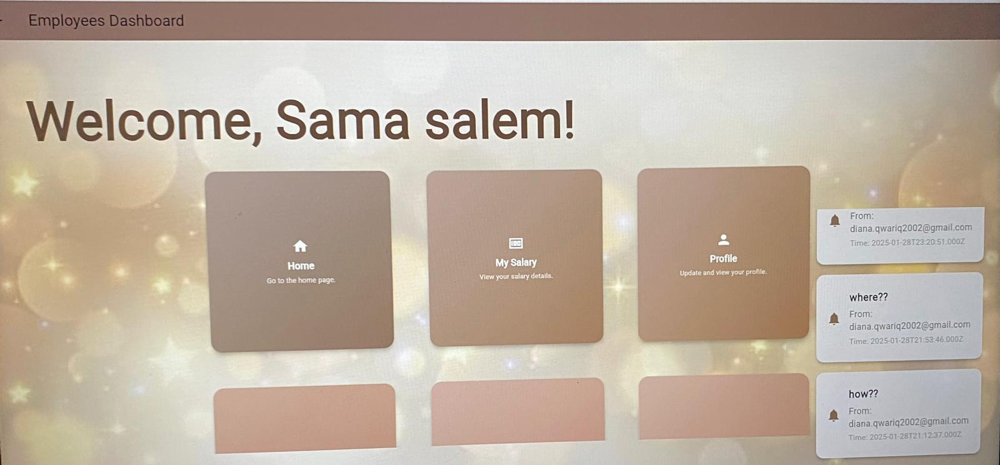 Employees Dashboard
Welcome, Sama salem!
Home
Go to the home page.
My Salary
View your salary details.
Profile
Update and view your profile.
From:
diana.qwariq2002@gmail.com
Time: 2025-01-28T23:20:51.000Z
where??
From:
diana.qwariq2002@gmail.com
Time: 2025-01-28T21:53:46.000Z
how??
From:
diana.qwariq2002@gmail.com
Time: 2025-01-28T21:12:37.000Z